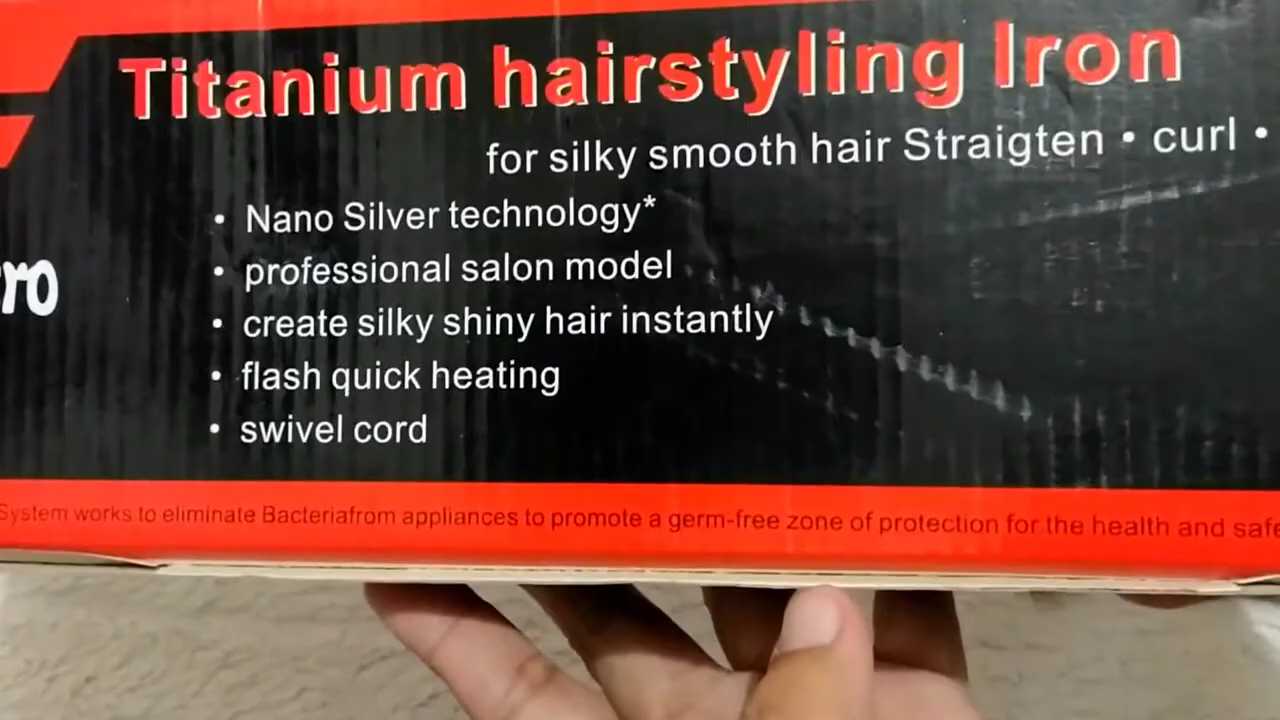 Titanium hairstyling Iron
for silky smooth hair Straigten • curl •
• Nano Silver technology*
• professional salon model
ro
• create silky shiny hair instantly
• flash quick heating
• swivel cord
System works to eliminate Bacteriafrom appliances to promote a germ-free zone of protection for the health and safe